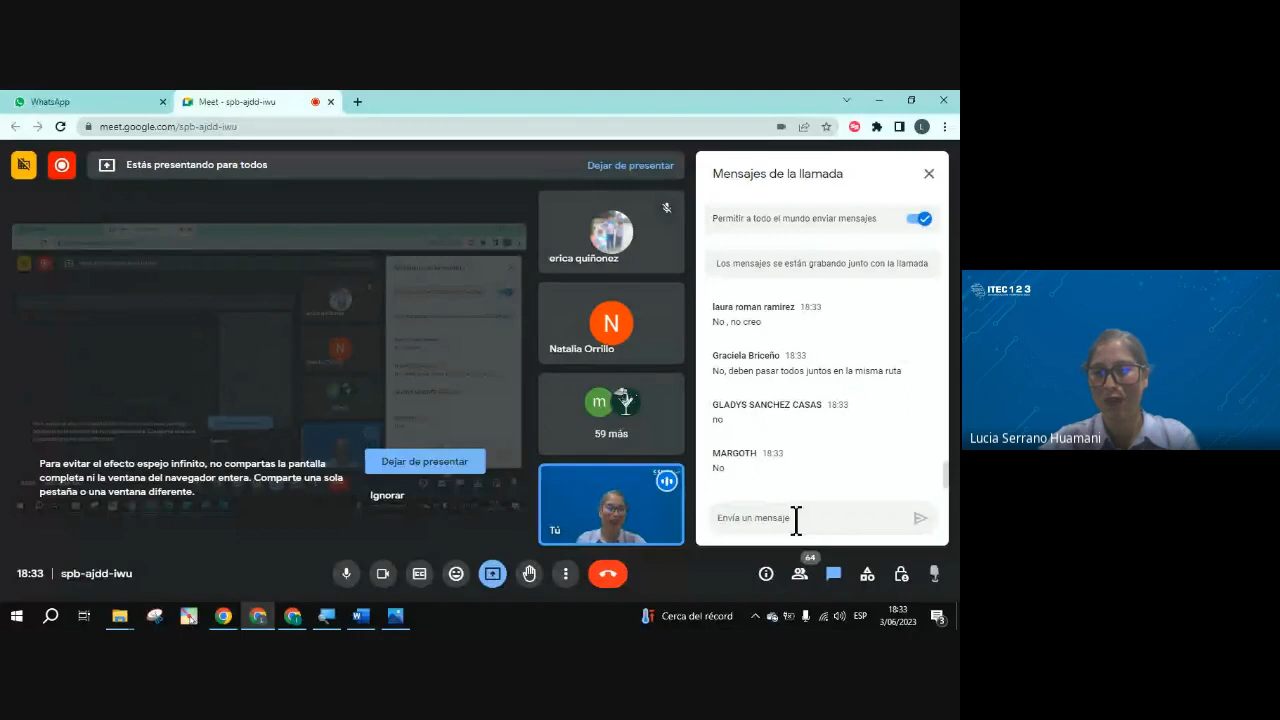 WhatsApp
Meet - spb-ajdd-iwu
meet.google.com/spb-ajdd-iwu
L
Estás presentando para todos
Dejar de presentar
erica quiñonez
N
Natalia Orrillo
m
59 más
Tú
Para evitar el efecto espejo infinito, no compartas la pantalla
completa ni la ventana del navegador entera. Comparte una sola
pestaña o una ventana diferente.
Dejar de presentar
Ignorar
Mensajes de la llamada
Permitir a todo el mundo enviar mensajes
Los mensajes se están grabando junto con la llamada
laura roman ramirez 18:33
No , no creo
Graciela Briceño 18:33
No, deben pasar todos juntos en la misma ruta
GLADYS SANCHEZ CASAS 18:33
no
MARGOTH 18:33
No
Envía un mensaje
18:33
spb-ajdd-iwu
64
Cerca del récord
ESP
18:33
3/06/2023
3
ITEC 1 2 3
Lucia Serrano Huamani